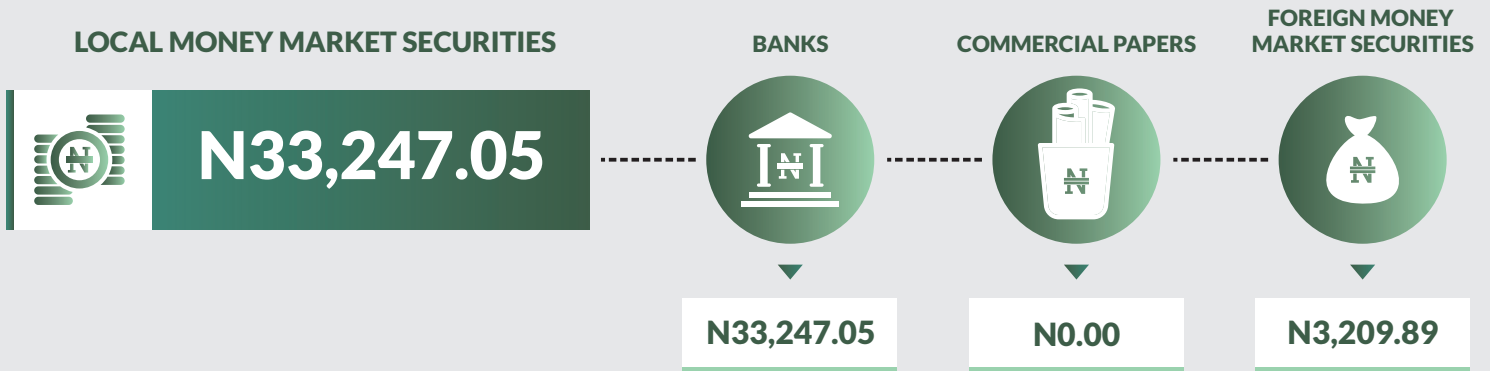 LOCAL MONEY MARKET SECURITIES
N33,247.05
BANKS
N33,247.05
COMMERCIAL PAPERS
N0.00
FOREIGN MONEY
MARKET SECURITIES
N3,209.89
₦
₦
₦
₦